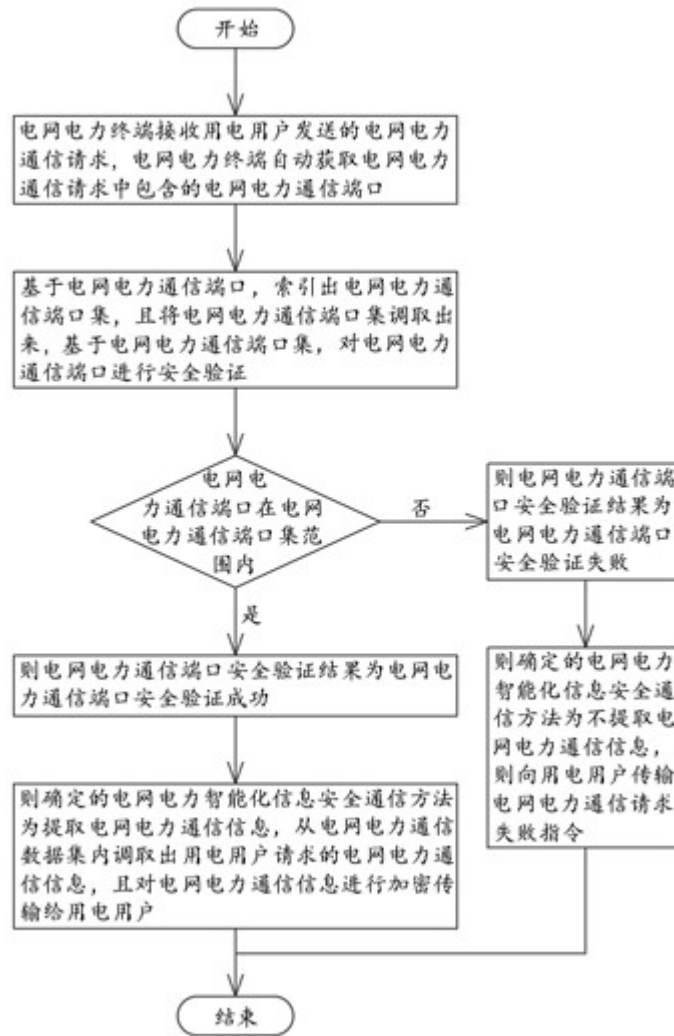 开始
电网电力终端接收用电用户发送的电网电力
通信请求，电网电力终端自动获取电网电力
通信请求中包含的电网电力通信端口
基于电网电力通信端口，索引出电网电力通
信端口集，且将电网电力通信端口集调取出
来，基于电网电力通信端口集，对电网电力
通信端口进行安全验证
电网电
力通信端口在电网
电力通信端口集范
围内
否
则电网电力通信端
口安全验证结果为
电网电力通信端口
安全验证失败
是
则电网电力通信端口安全验证结果为电网电
力通信端口安全验证成功
则确定的电网电力
智能化信息安全通
信方法为不提取电
网电力通信信息，
则向用电用户传输
电网电力通信请求
失败指令
则确定的电网电力智能化信息安全通信方法
为提取电网电力通信信息，从电网电力通信
数据集内调取出用电用户请求的电网电力通
信信息，且对电网电力通信信息进行加密传
输给用电用户
结束